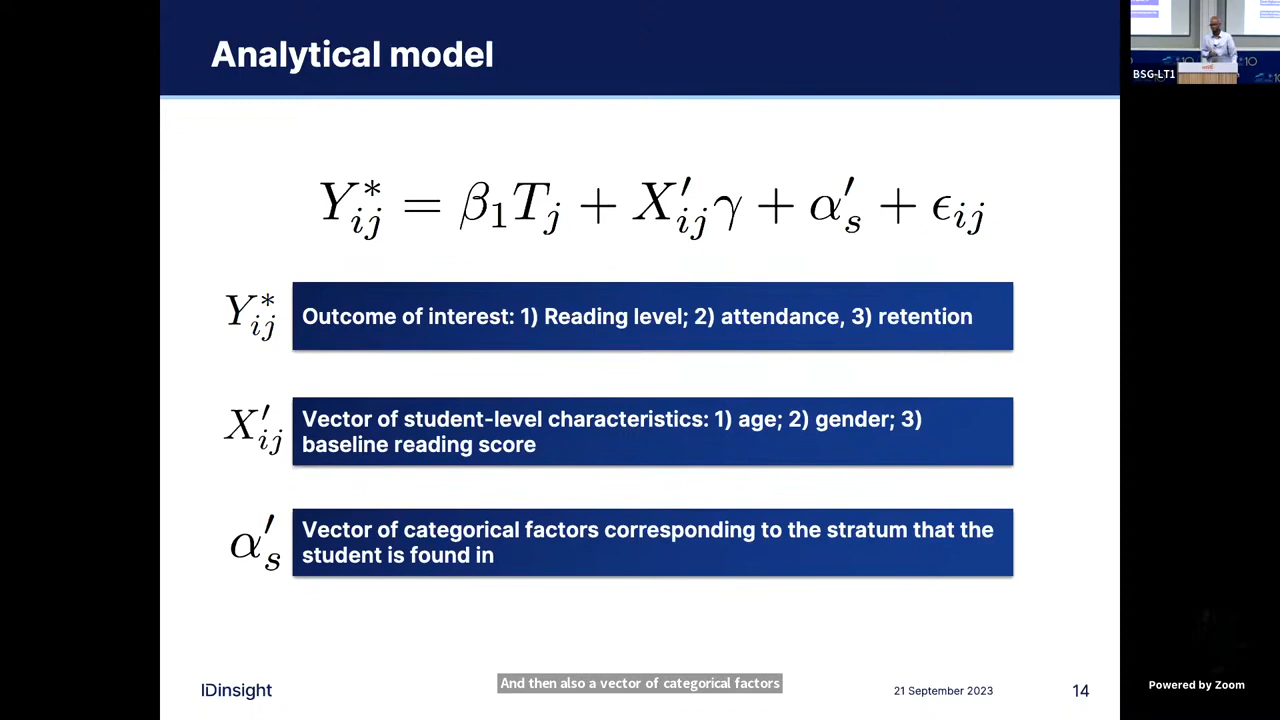 Analytical model
BSG-LT1
Y*ij = β1Tj + X′ijγ + α′s + ϵij
Y*ij
Outcome of interest: 1) Reading level; 2) attendance, 3) retention
X′ij
Vector of student-level characteristics: 1) age; 2) gender; 3)
baseline reading score
α′s
Vector of categorical factors corresponding to the stratum that the
student is found in
And then also a vector of categorical factors
IDinsight
21 September 2023
14
Powered by Zoom